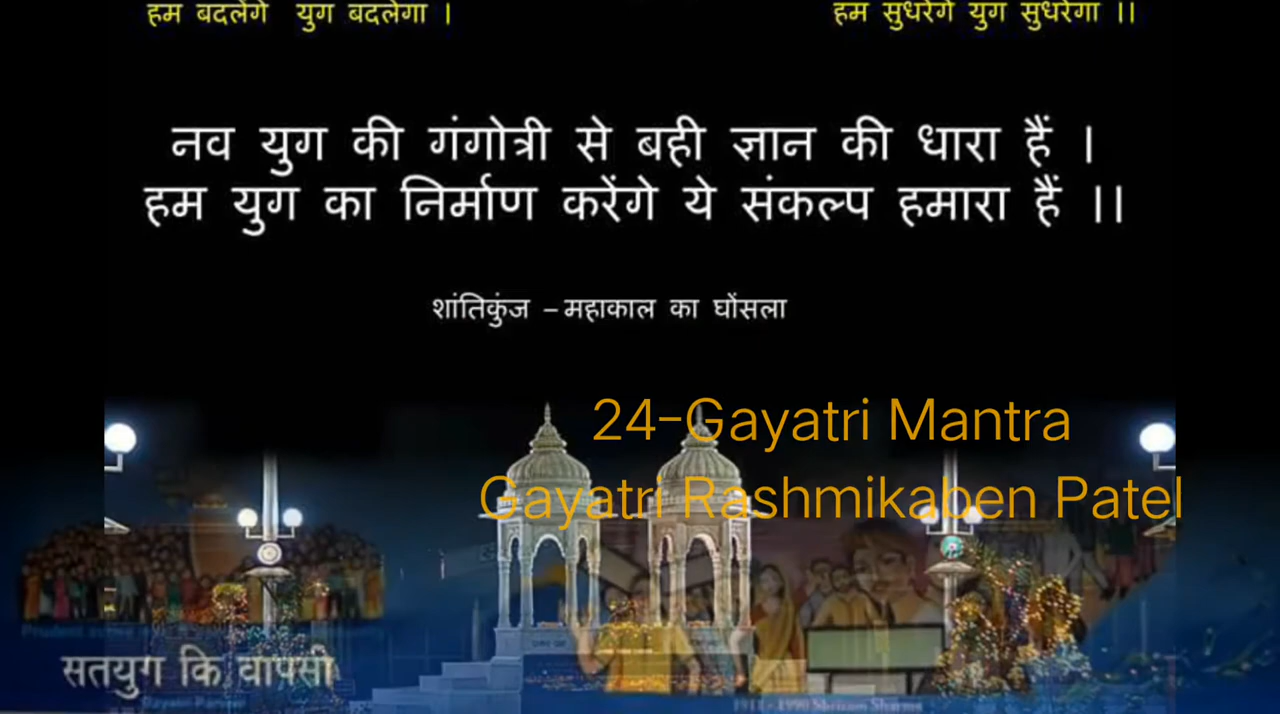 हम बदलेंगे युग बदलेगा । हम सुधरेंगे युग सुधरेगा ।।
नव युग की गंगोत्री से बही ज्ञान की धारा हैं ।
हम युग का निर्माण करेंगे ये संकल्प हमारा हैं ।।
शांतिकुंज – महाकाल का घोंसला
24-Gayatri Mantra
Gayatri Rashmikaben Patel
सतयुग कि वापसी